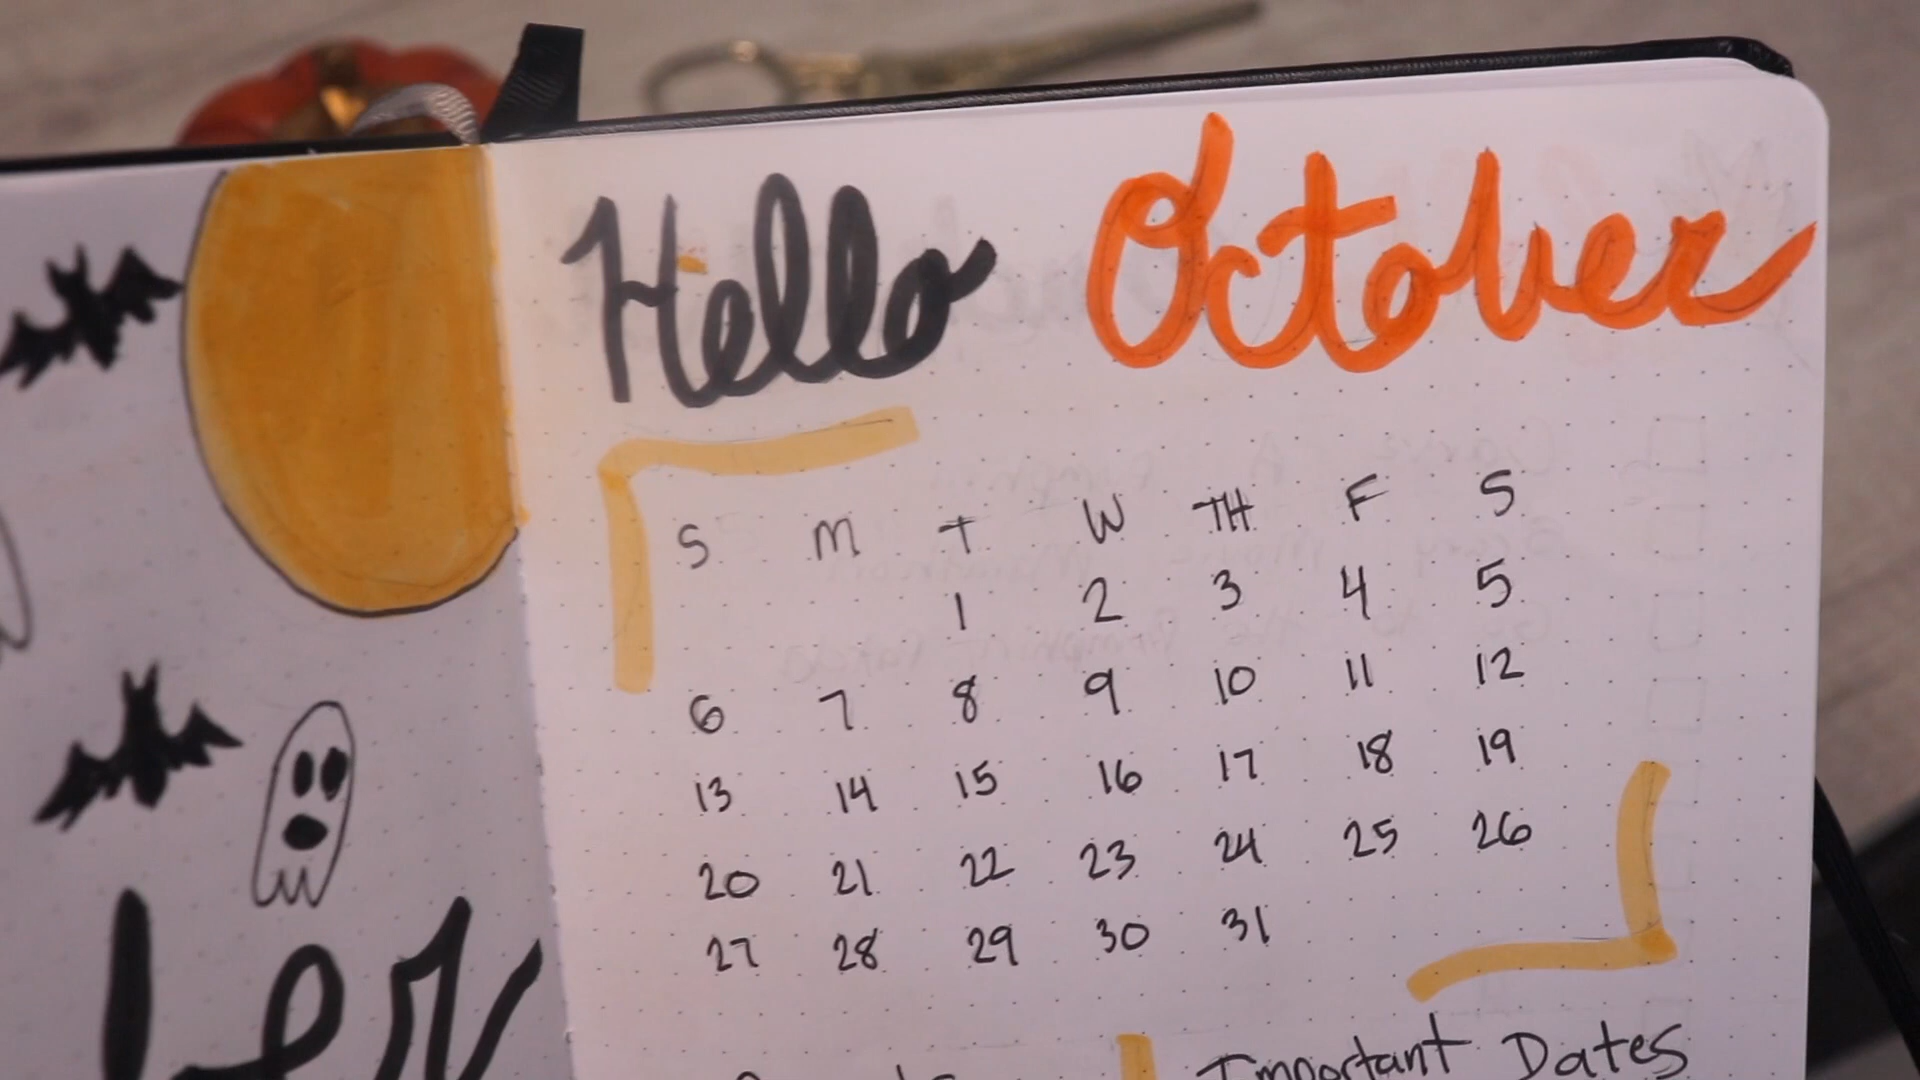 Hello October
S M T W TH F S
1 2 3 4 5
6 7 8 9 10 11 12
13 14 15 16 17 18 19
20 21 22 23 24 25 26
27 28 29 30 31
Important Dates